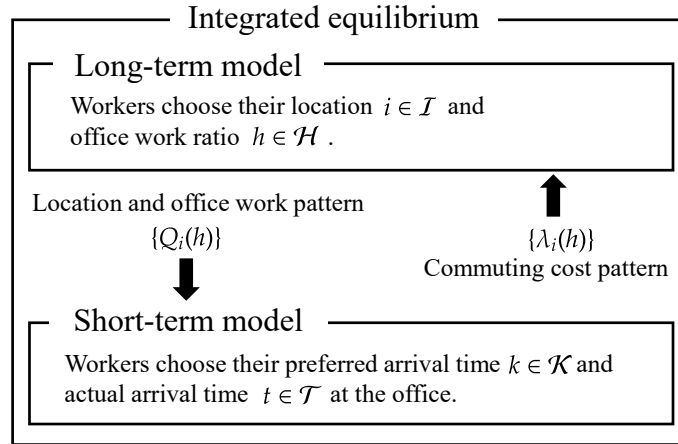 Integrated equilibrium
Long-term model
Workers choose their location i ∈ 𝓘 and
office work ratio h ∈ 𝓗 .
Location and office work pattern
{Qᵢ(h)}
{λᵢ(h)}
Commuting cost pattern
Short-term model
Workers choose their preferred arrival time k ∈ 𝓚 and
actual arrival time t ∈ 𝓣 at the office.